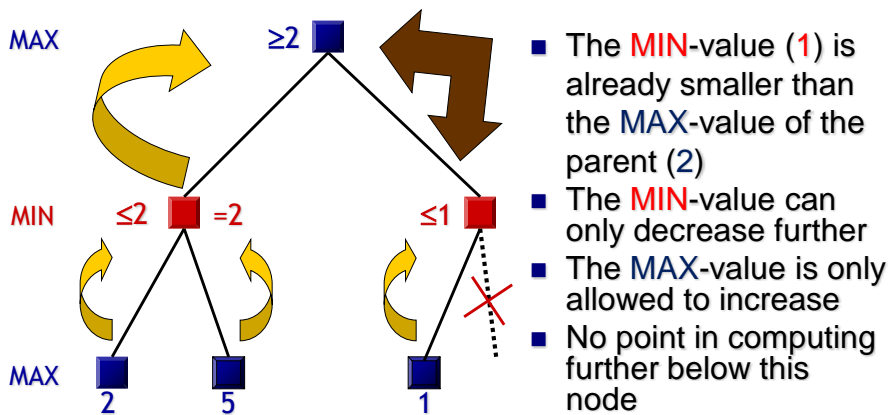 MAX ≥2
MIN ≤2 =2 ≤1
MAX
2 5 1
The MIN-value (1) is
already smaller than
the MAX-value of the
parent (2)
The MIN-value can
only decrease further
The MAX-value is only
allowed to increase
No point in computing
further below this
node